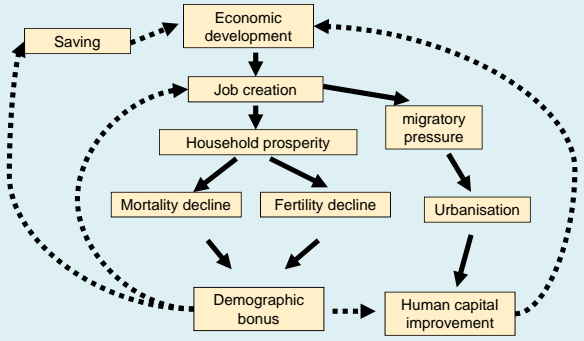 Economic
development
Saving
Job creation
migratory
pressure
Household prosperity
Mortality decline
Fertility decline
Urbanisation
Demographic
bonus
Human capital
improvement